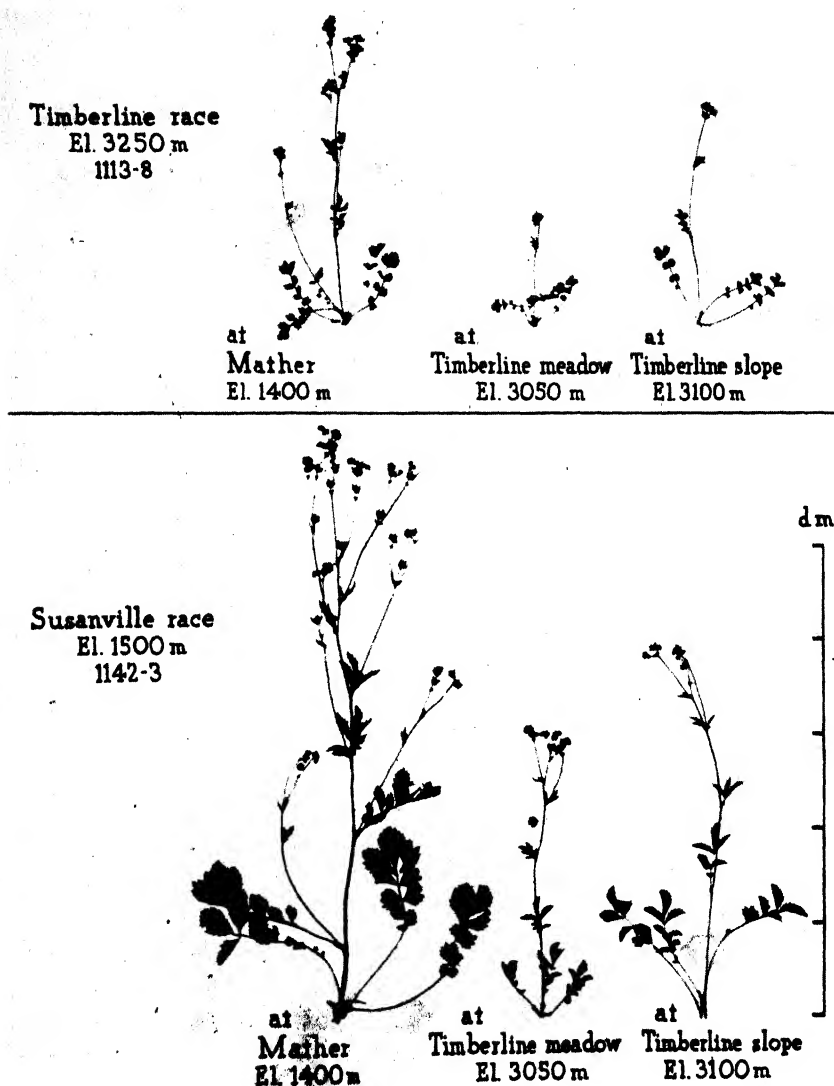 Timberline race
El. 3250 m
1113-8
at
Mather
El. 1400 m
at
Timberline meadow
El. 3050 m
at
Timberline slope
El. 3100 m
dm
Susanville race
El. 1500 m
1142-3
at
Mather
El. 1400 m
at
Timberline meadow
El. 3050 m
at
Timberline slope
El. 3100 m